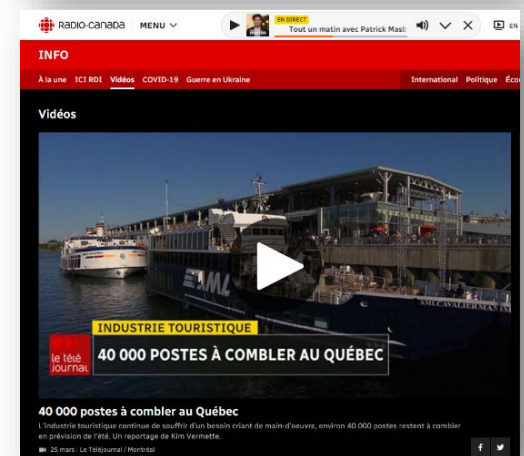 RADIO-CANADA MENU
EN DIRECT
Tout un matin avec Patrick Mas
EN
INFO
À la une ICI RDI Vidéos COVID-19 Guerre en Ukraine International Politique Éco
Vidéos
AML
AML CAVALIER MAXIM
INDUSTRIE TOURISTIQUE
le télé
journal
40 000 POSTES À COMBLER AU QUÉBEC
40 000 postes à combler au Québec
L'industrie touristique continue de souffrir d'un besoin criant de main-d'oeuvre, environ 40 000 postes restent à combler
en prévision de l'été. Un reportage de Kim Vermette.
25 mars | Le Téléjournal / Montréal